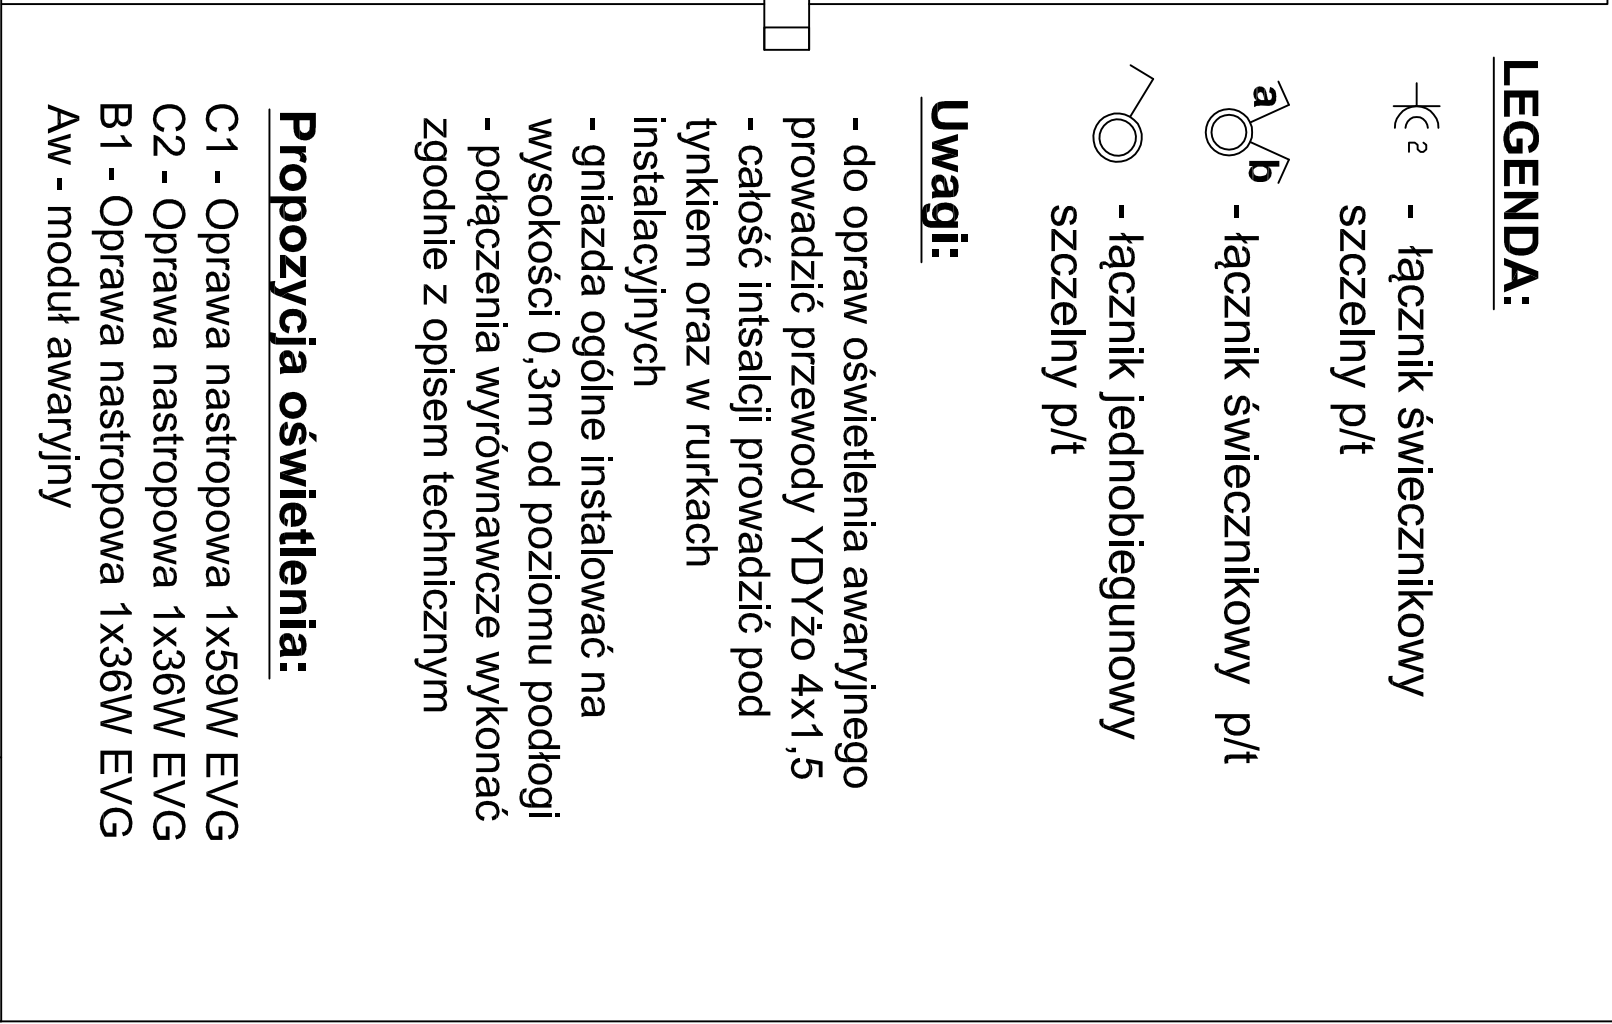 LEGENDA:
2
- łącznik świecznikowy
szczelny p/t
a
b
- łącznik świecznikowy p/t
- łącznik jednobiegunowy
szczelny p/t
Uwagi:
- do opraw oświetlenia awaryjnego
prowadzić przewody YDYżo 4x1,5
- całość intsalcji prowadzić pod
tynkiem oraz w rurkach
instalacyjnych
- gniazda ogólne instalować na
wysokości 0,3m od poziomu podłogi
- połączenia wyrównawcze wykonać
zgodnie z opisem technicznym
Propozycja oświetlenia:
C1 - Oprawa nastropowa 1x59W EVG
C2 - Oprawa nastropowa 1x36W EVG
B1 - Oprawa nastropowa 1x36W EVG
Aw - moduł awaryjny